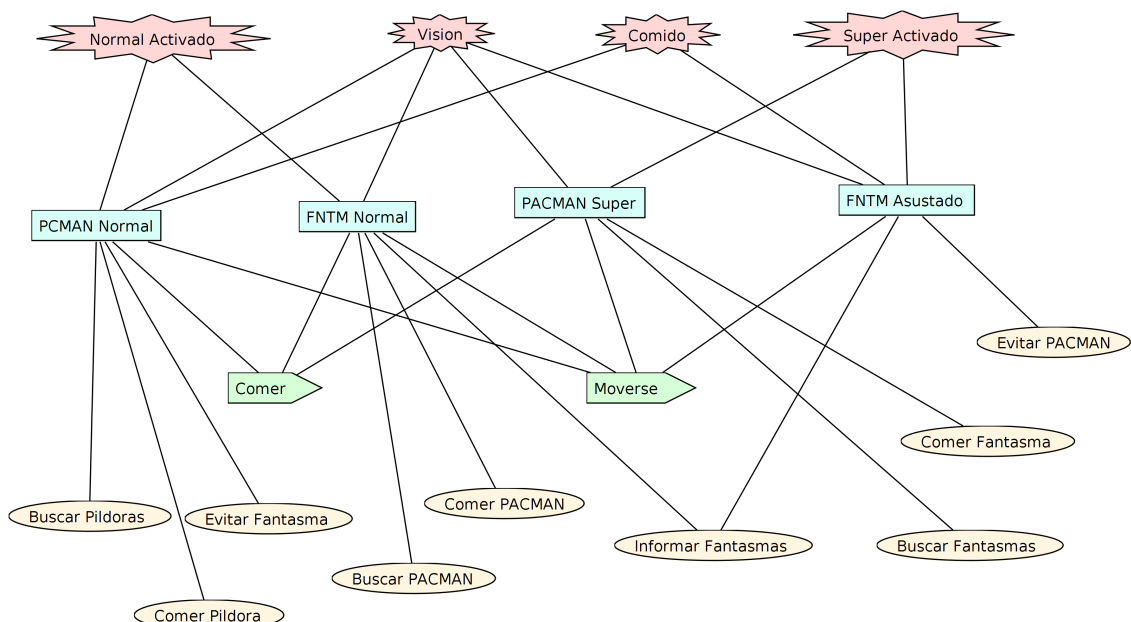 Normal Activado
Vision
Comido
Super Activado
PCMAN Normal
FNTM Normal
PACMAN Super
FNTM Asustado
Evitar PACMAN
Comer
Moverse
Comer Fantasma
Buscar Pildoras
Evitar Fantasma
Comer PACMAN
Informar Fantasmas
Buscar Fantasmas
Buscar PACMAN
Comer Pildora